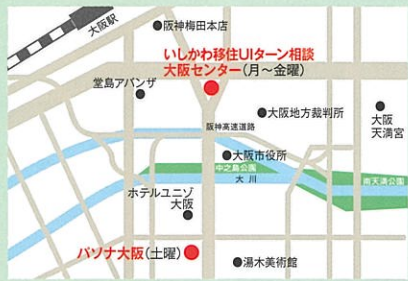 大阪駅
阪神梅田本店
いしかわ移住UIターン相談
大阪センター(月〜金曜)
堂島アバンザ
大阪地方裁判所
大阪
天満宮
阪神高速道路
大阪市役所
中之島公園
大川
南天満公園
ホテルユニゾ
大阪
パソナ大阪(土曜)
湯木美術館